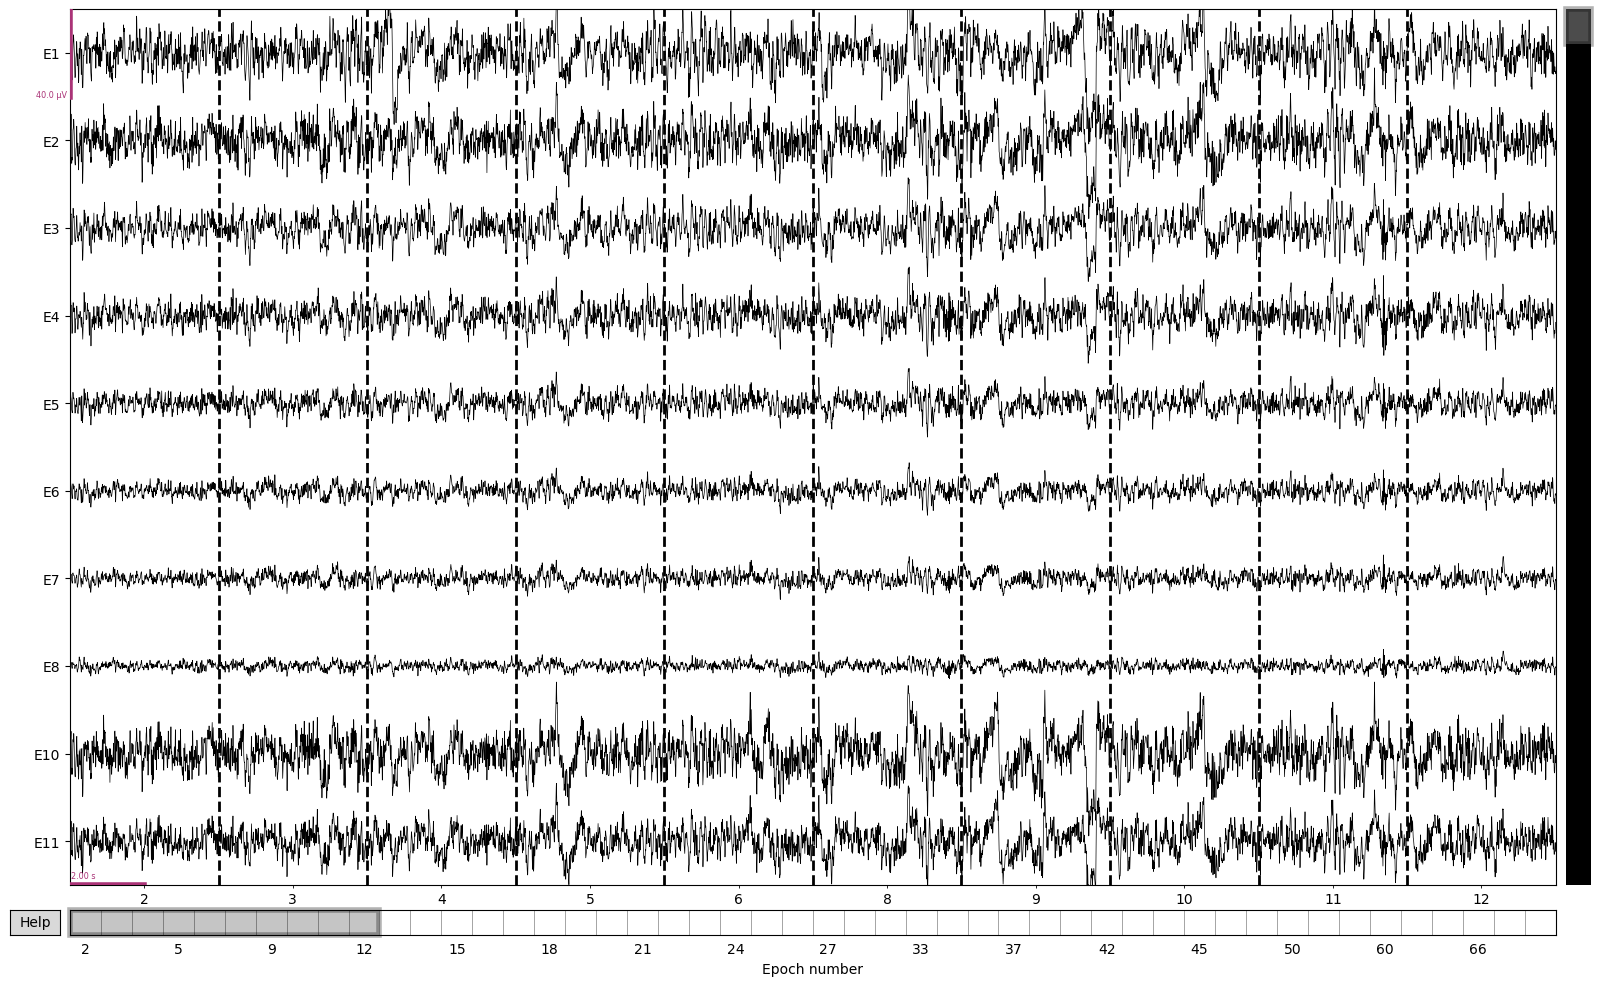 E1
40.0 µV
E2
E3
E4
E5
E6
E7
E8
E10
E11
2.00 s
2 3 4 5 6 7 8 9 10 11 12
Help
2 5 9 12 15 18 21 24 27 33 37 42 45 50 60 66
Epoch number